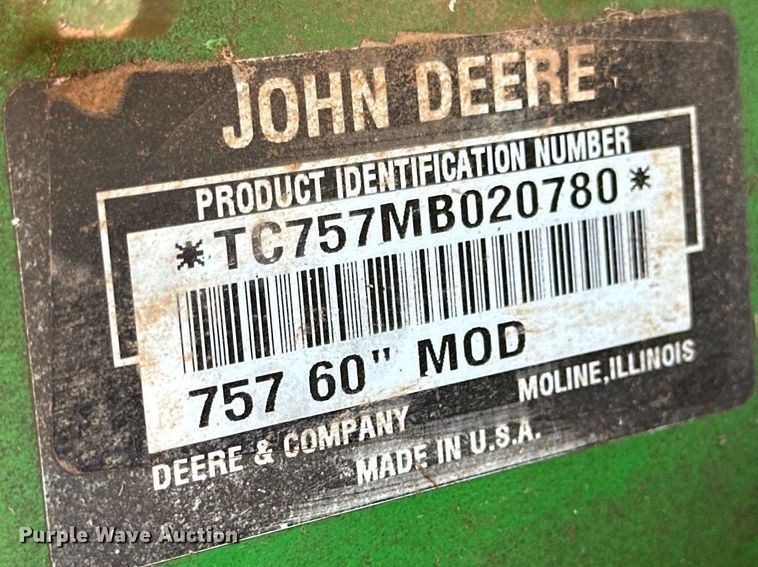 JOHN DEERE
PRODUCT IDENTIFICATION NUMBER
*TC757MB020780*
757 60" MOD
DEERE & COMPANY MOLINE, ILLINOIS
MADE IN U.S.A.
Purple Wave Auction